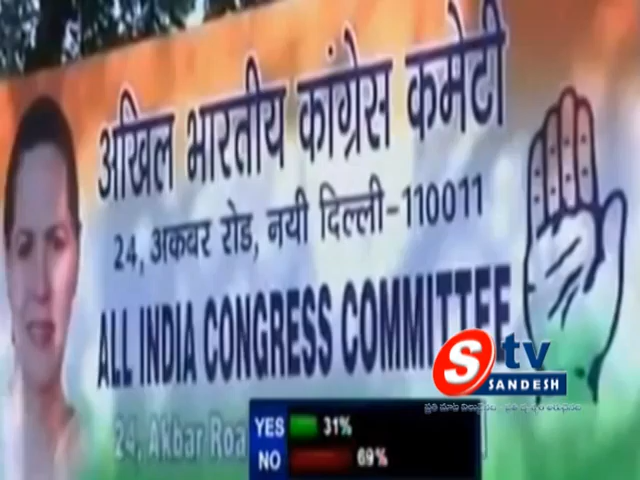 अखिल भारतीय कांग्रेस कमेटी
24, अकबर रोड, नयी दिल्ली-110011
ALL INDIA CONGRESS COMMITTEE
24, Akbar Roa
S tv
SANDESH
YES 31%
NO 69%